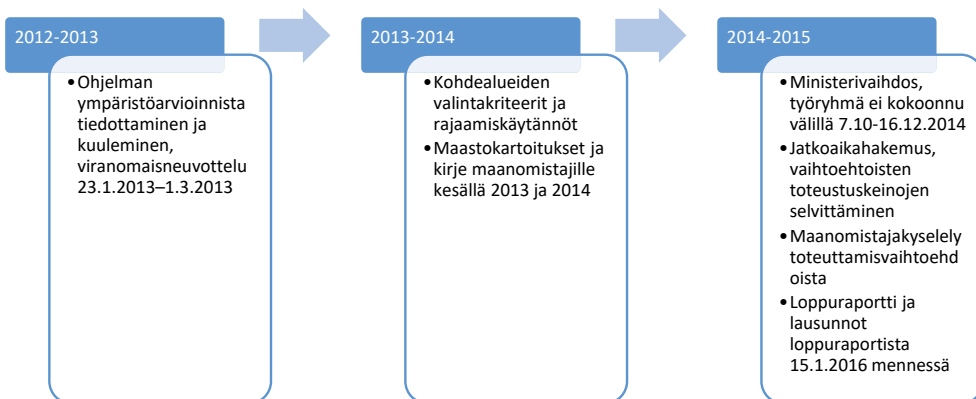 2012-2013
•Ohjelman
ympäristöarvioinnista
tiedottaminen ja
kuuleminen,
viranomaisneuvottelu
23.1.2013–1.3.2013
2013-2014
•Kohdealueiden
valintakriteerit ja
rajaamiskäytännöt
•Maastokartoitukset ja
kirje maanomistajille
kesällä 2013 ja 2014
2014-2015
•Ministerivaihdos,
työryhmä ei kokoonnu
välillä 7.10-16.12.2014
•Jatkoaikahakemus,
vaihtoehtoisten
toteustuskeinojen
selvittäminen
•Maanomistajakysely
toteuttamisvaihtoehd
oista
•Loppuraportti ja
lausunnot
loppuraportista
15.1.2016 mennessä